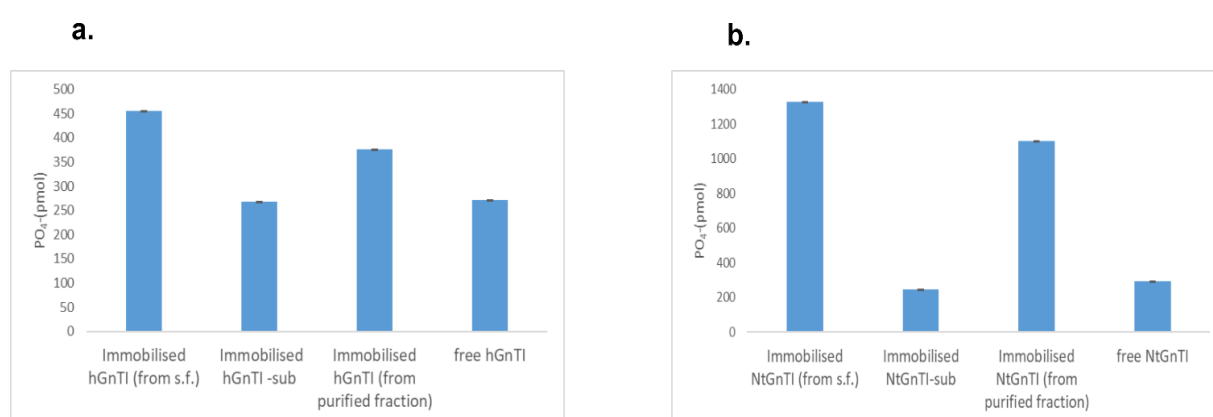 a.
500
450
400
350
300
250
200
150
100
50
0
PO₄-(pmol)
Immobilised
hGnTI (from s.f.)
Immobilised
hGnTI -sub
Immobilised
hGnTI (from
purified fraction)
free hGnTI
b.
1400
1200
1000
800
600
400
200
0
PO₄-(pmol)
Immobilised
NtGnTI (from s.f.)
Immobilised
NtGnTI-sub
Immobilised
NtGnTI (from
purified fraction)
free NtGnTI